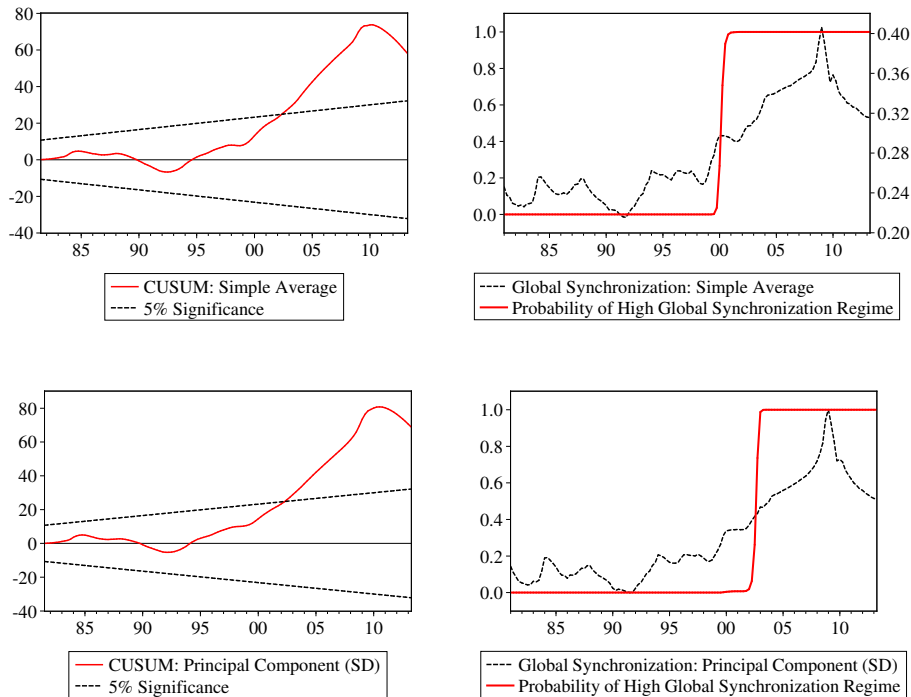 80
60
40
20
0
-20
-40
85 90 95 00 05 10
CUSUM: Simple Average
5% Significance
1.0
0.8
0.6
0.4
0.2
0.0
0.40
0.36
0.32
0.28
0.24
0.20
85 90 95 00 05 10
Global Synchronization: Simple Average
Probability of High Global Synchronization Regime
80
60
40
20
0
-20
-40
85 90 95 00 05 10
CUSUM: Principal Component (SD)
5% Significance
1.0
0.8
0.6
0.4
0.2
0.0
85 90 95 00 05 10
Global Synchronization: Principal Component (SD)
Probability of High Global Synchronization Regime